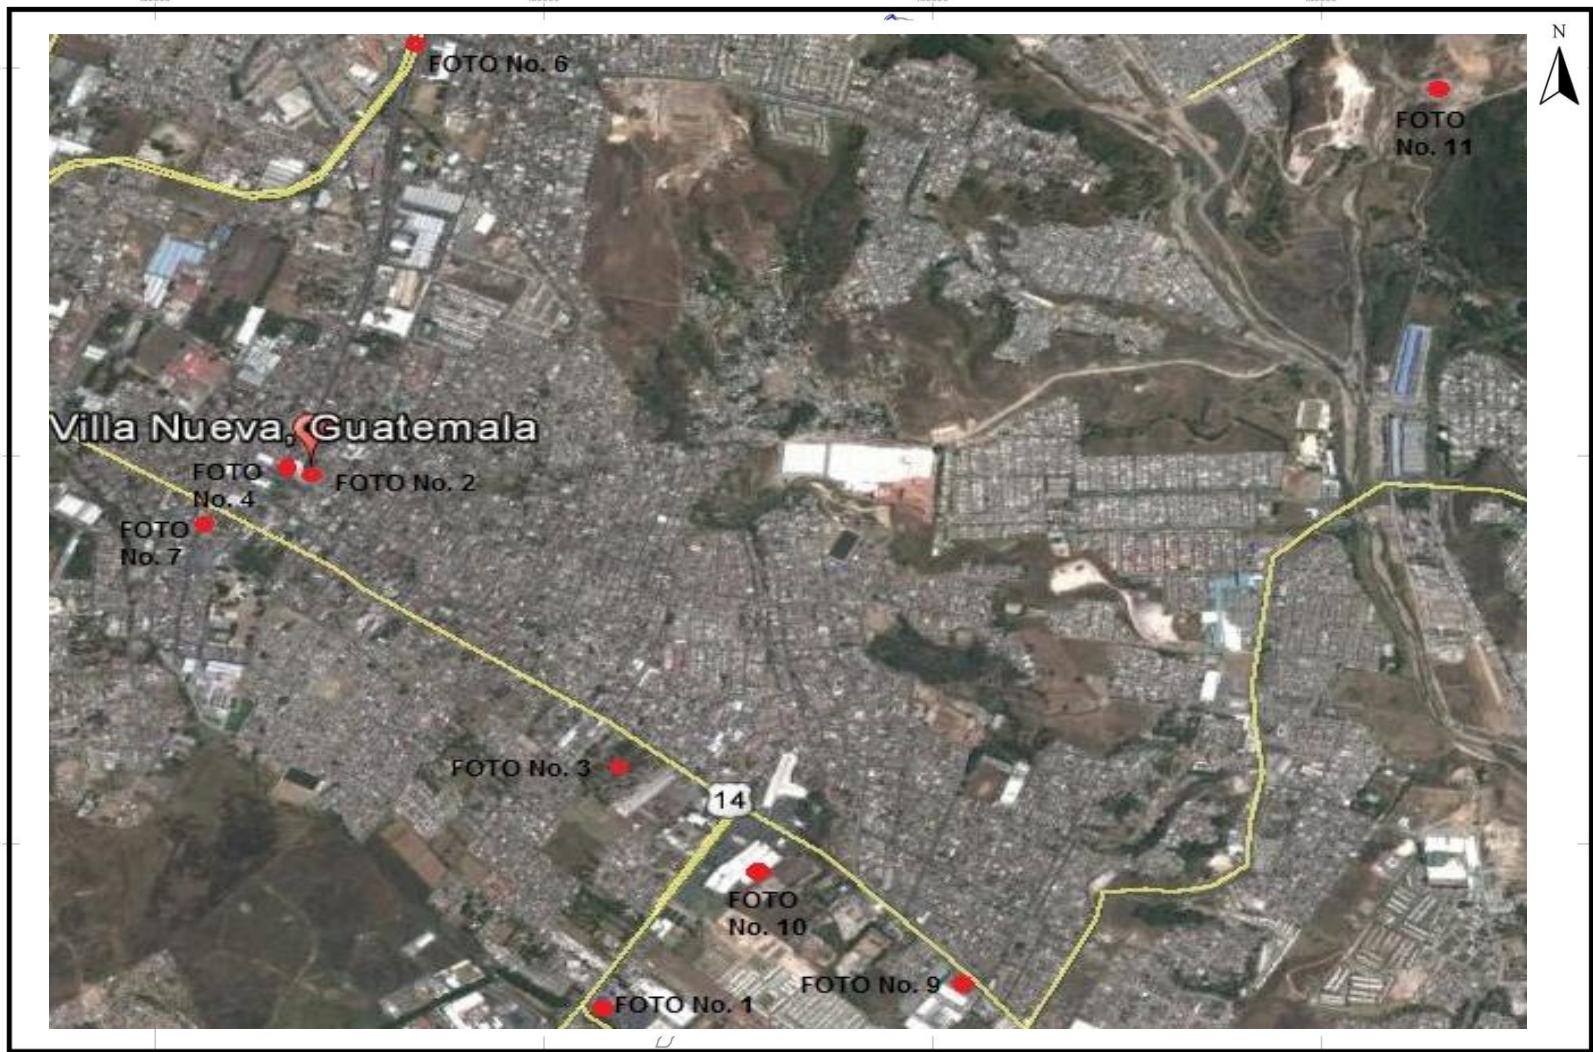 N
FOTO No. 6
FOTO
No. 11
Villa Nueva, Guatemala
FOTO
No. 4
FOTO No. 2
FOTO
No. 7
FOTO No. 3
14
FOTO
No. 10
FOTO No. 9
FOTO No. 1